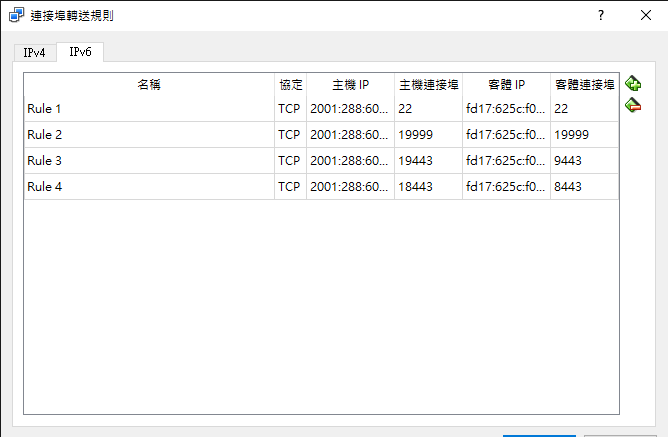 連接埠轉送規則 ?
IPv4 IPv6
名稱 協定 主機 IP 主機連接埠 客體 IP 客體連接埠
Rule 1 TCP 2001:288:60... 22 fd17:625c:f0... 22
Rule 2 TCP 2001:288:60... 19999 fd17:625c:f0... 19999
Rule 3 TCP 2001:288:60... 19443 fd17:625c:f0... 9443
Rule 4 TCP 2001:288:60... 18443 fd17:625c:f0... 8443